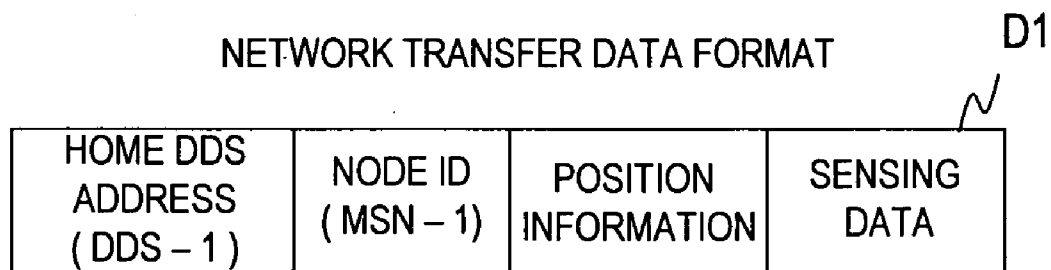 NETWORK TRANSFER DATA FORMAT
D1
HOME DDS
ADDRESS
( DDS – 1 )
NODE ID
( MSN – 1)
POSITION
INFORMATION
SENSING
DATA